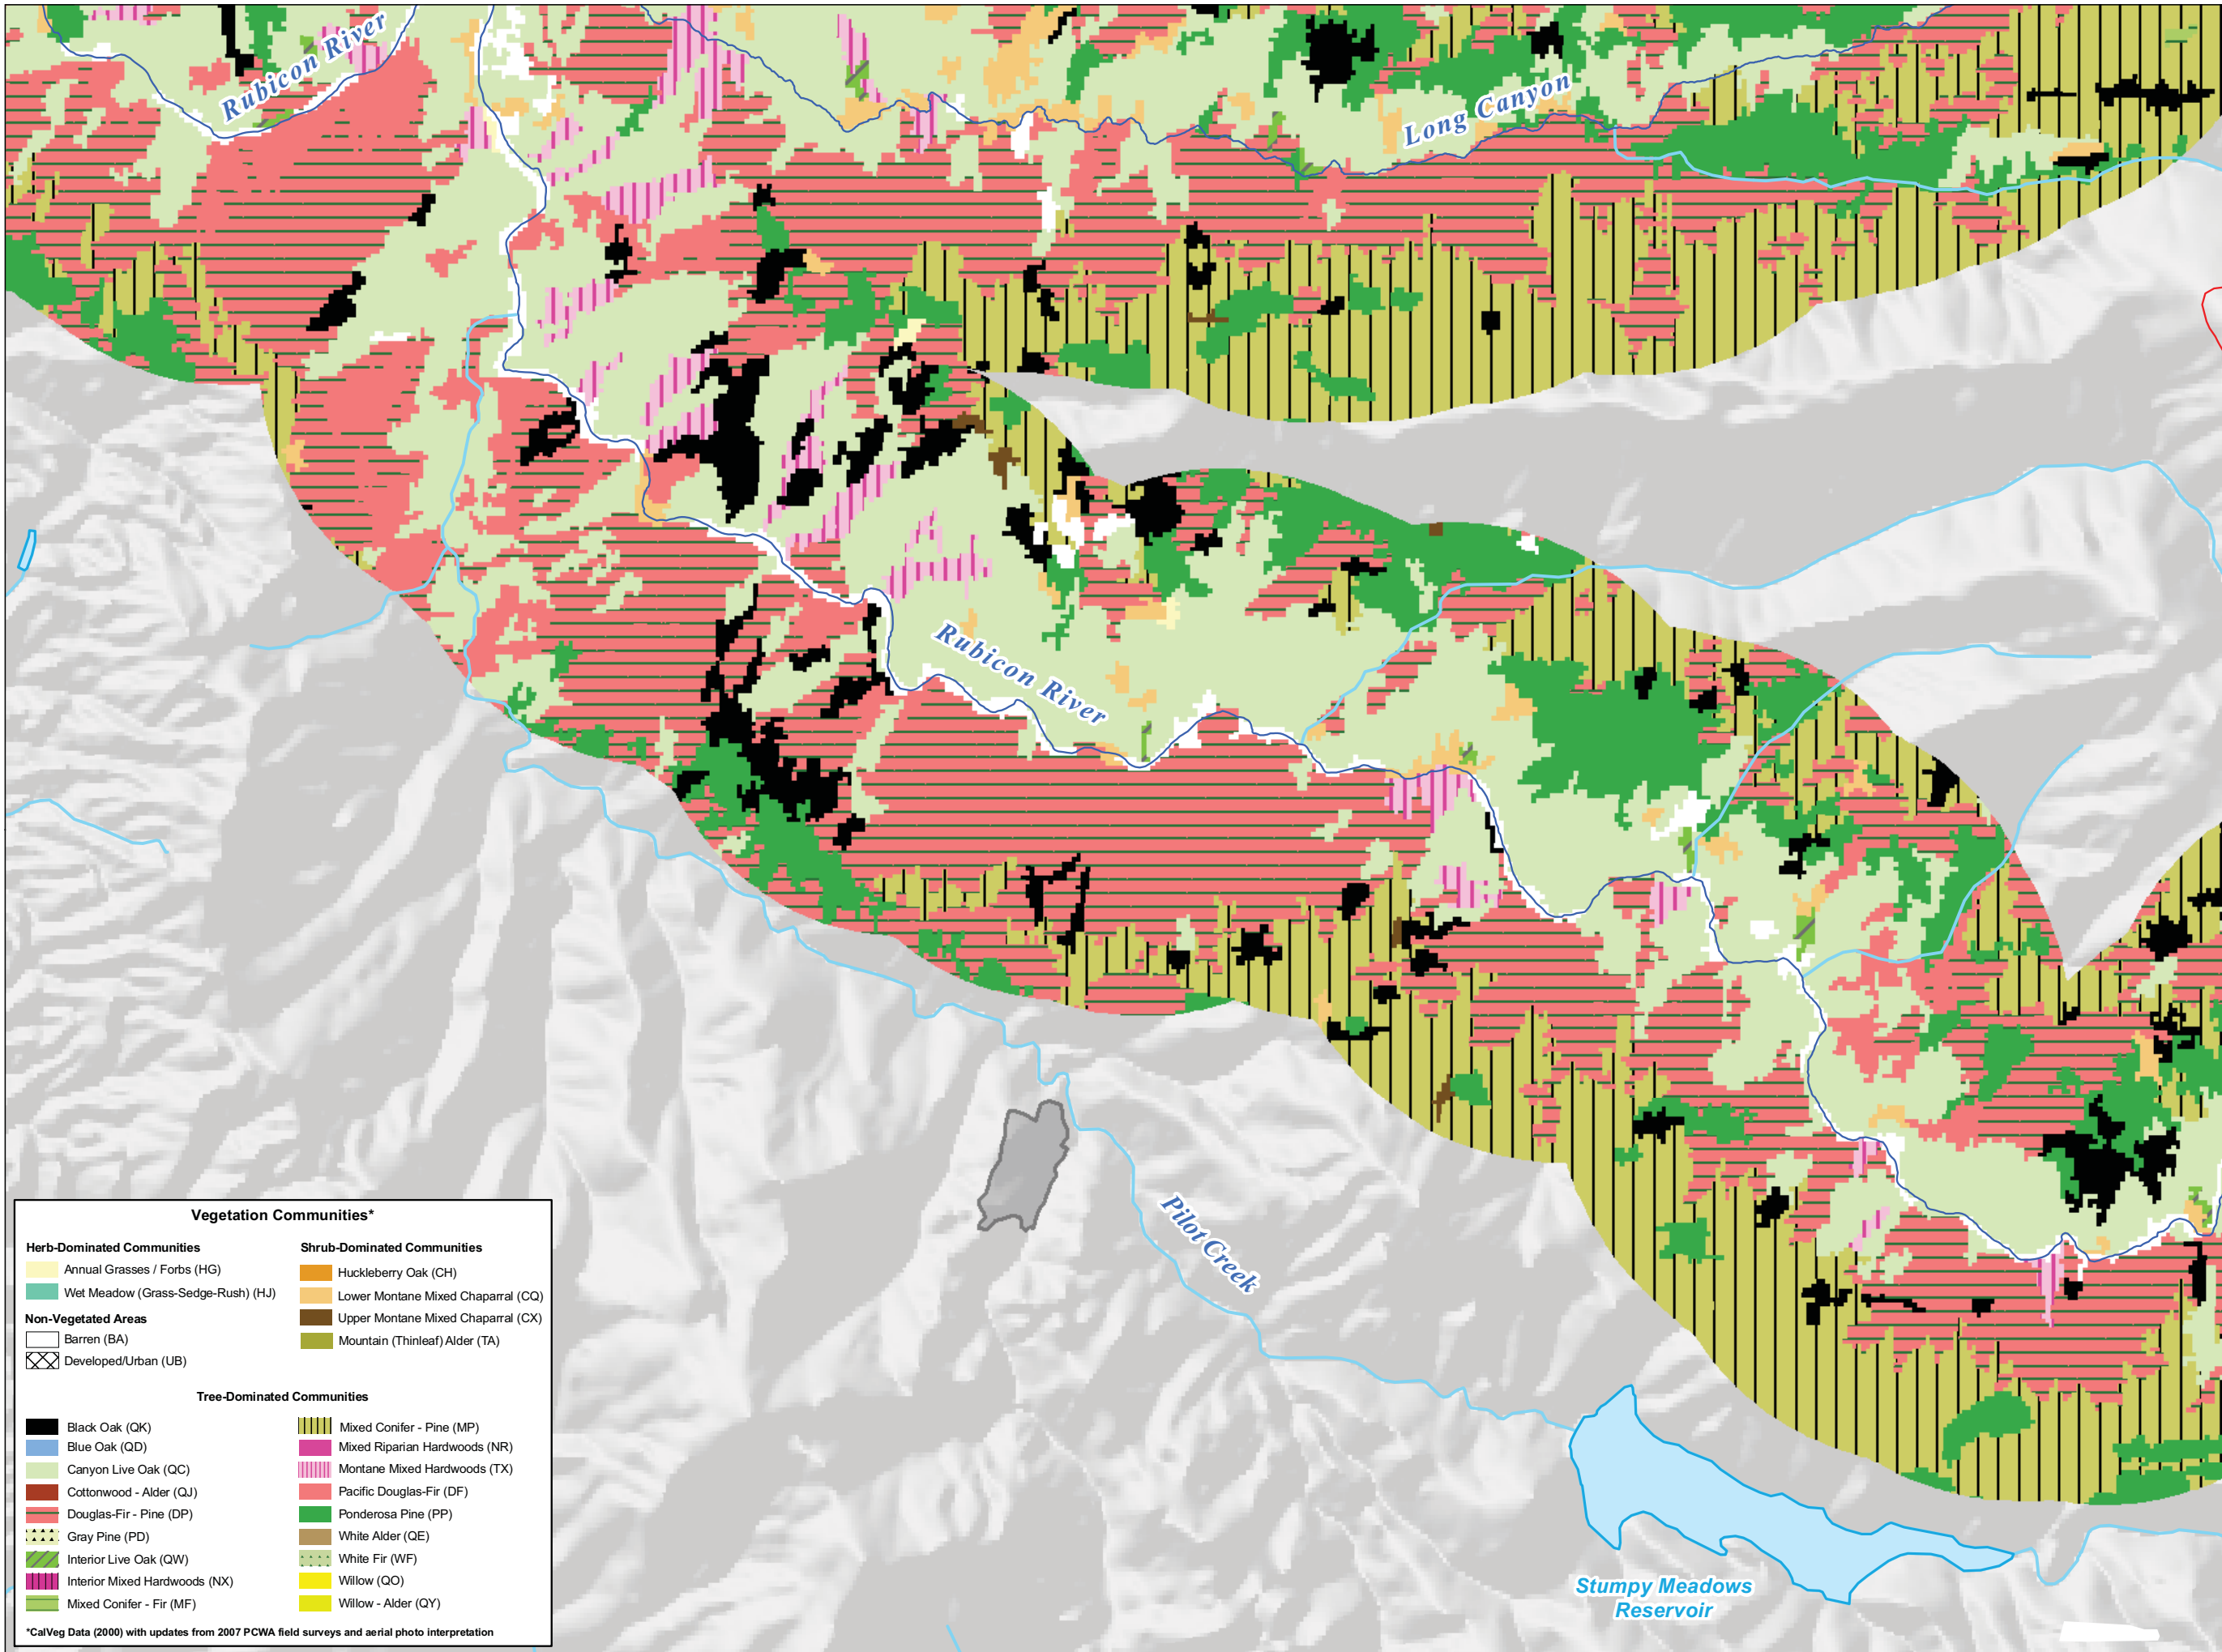 Rubicon River
Long Canyon
Rubicon River
Pilot Creek
Stumpy Meadows
Reservoir
Vegetation Communities*
Herb-Dominated Communities
Annual Grasses / Forbs (HG)
Wet Meadow (Grass-Sedge-Rush) (HJ)
Non-Vegetated Areas
Barren (BA)
Developed/Urban (UB)
Shrub-Dominated Communities
Huckleberry Oak (CH)
Lower Montane Mixed Chaparral (CQ)
Upper Montane Mixed Chaparral (CX)
Mountain (Thinleaf) Alder (TA)
Tree-Dominated Communities
Black Oak (QK)
Blue Oak (QD)
Canyon Live Oak (QC)
Cottonwood - Alder (QJ)
Douglas-Fir - Pine (DP)
Gray Pine (PD)
Interior Live Oak (QW)
Interior Mixed Hardwoods (NX)
Mixed Conifer - Fir (MF)
Mixed Conifer - Pine (MP)
Mixed Riparian Hardwoods (NR)
Montane Mixed Hardwoods (TX)
Pacific Douglas-Fir (DF)
Ponderosa Pine (PP)
White Alder (QE)
White Fir (WF)
Willow (QO)
Willow - Alder (QY)
*CalVeg Data (2000) with updates from 2007 PCWA field surveys and aerial photo interpretation